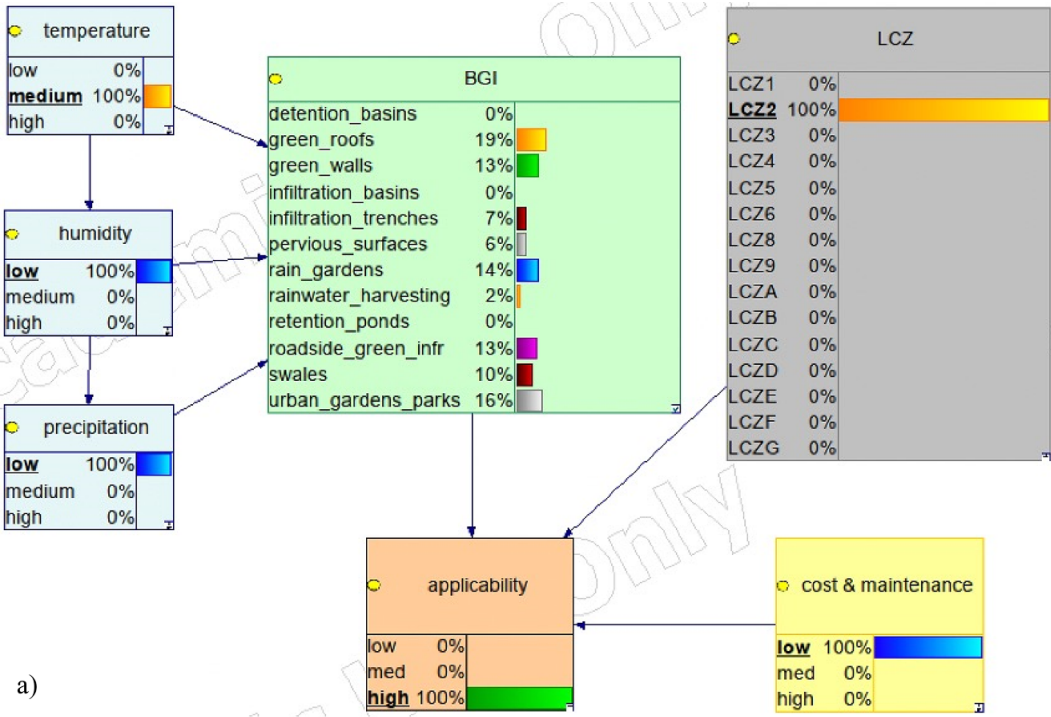 temperature
low 0%
medium 100%
high 0%
humidity
low 100%
medium 0%
high 0%
precipitation
low 100%
medium 0%
high 0%
BGI
detention_basins 0%
green_roofs 19%
green_walls 13%
infiltration_basins 0%
infiltration_trenches 7%
pervious_surfaces 6%
rain_gardens 14%
rainwater_harvesting 2%
retention_ponds 0%
roadside_green_infr 13%
swales 10%
urban_gardens_parks 16%
LCZ
LCZ1 0%
LCZ2 100%
LCZ3 0%
LCZ4 0%
LCZ5 0%
LCZ6 0%
LCZ8 0%
LCZ9 0%
LCZA 0%
LCZB 0%
LCZC 0%
LCZD 0%
LCZE 0%
LCZF 0%
LCZG 0%
applicability
low 0%
med 0%
high 100%
cost & maintenance
low 100%
med 0%
high 0%
a)
only
only